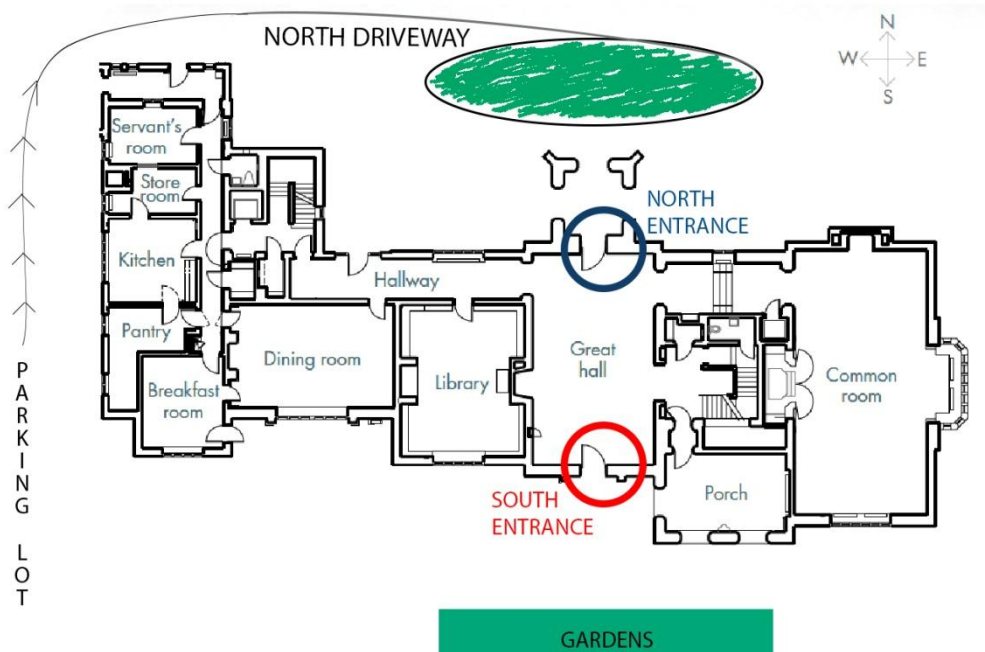 NORTH DRIVEWAY
N
W E
S
Servant's
room
Store
room
Kitchen
Pantry
Breakfast
room
Dining room
Hallway
Library
Great
hall
NORTH
ENTRANCE
Common
room
SOUTH
ENTRANCE
Porch
PARKING LOT
GARDENS